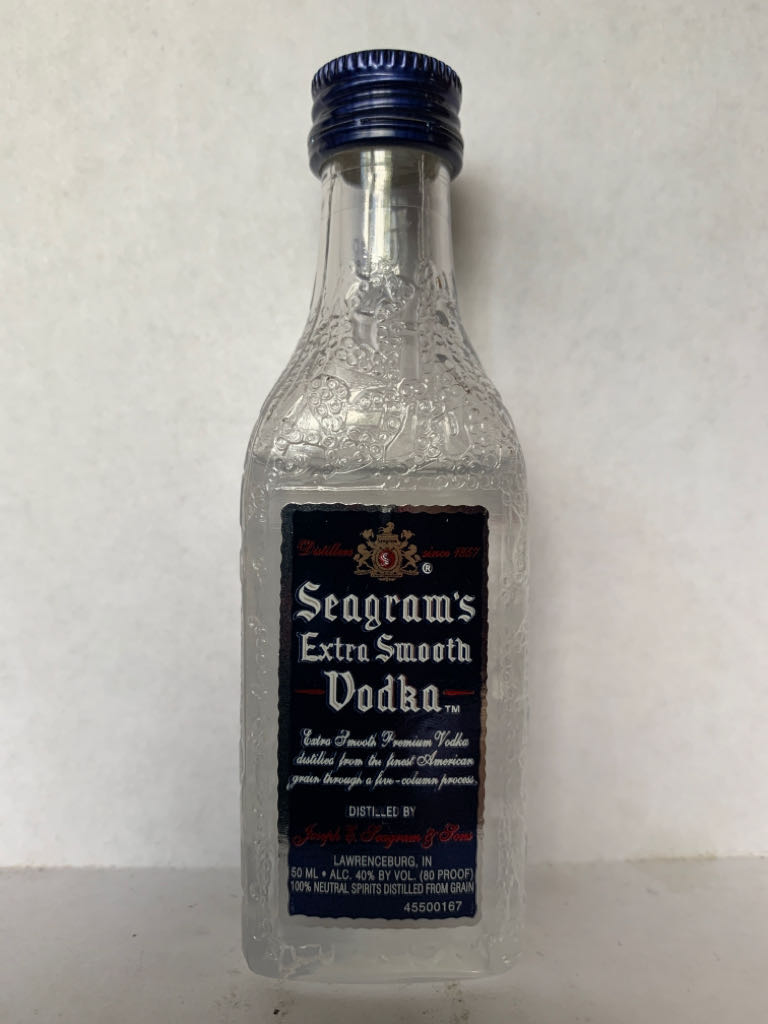 Distillers since 1857
Seagram's
®
Seagram's
Extra Smooth
Vodka™
Extra Smooth Premium Vodka
distilled from the finest American
grain through a five-column process.
DISTILLED BY
Joseph E. Seagram & Sons
LAWRENCEBURG, IN
50 ML • ALC. 40% BY VOL. (80 PROOF)
100% NEUTRAL SPIRITS DISTILLED FROM GRAIN
45500167